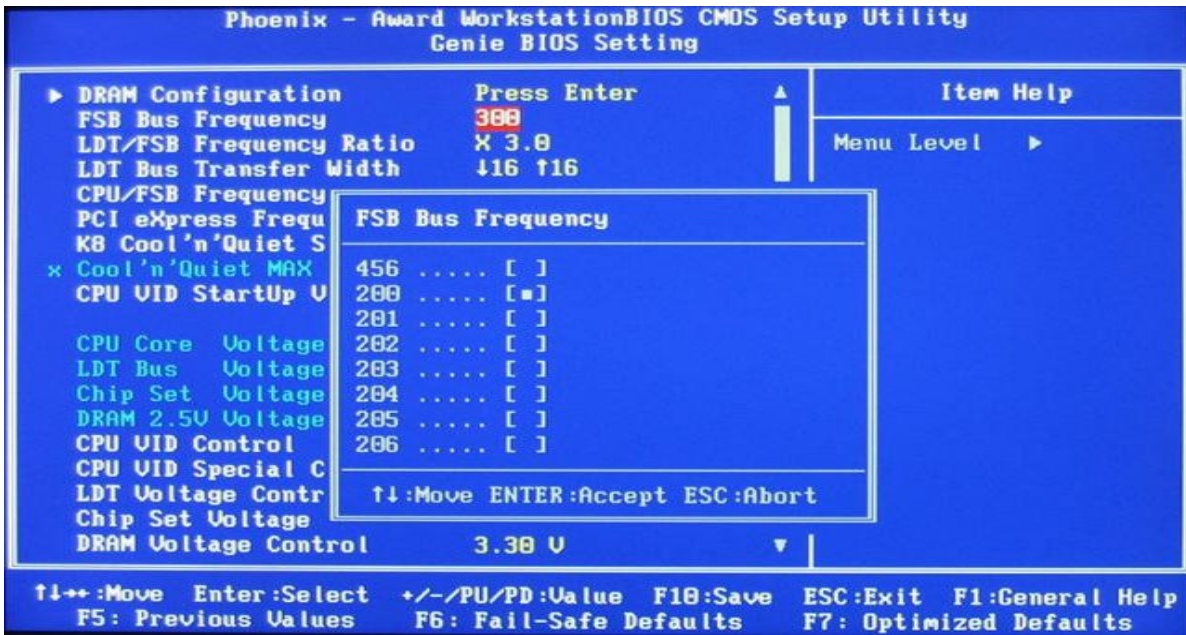 Phoenix - Award WorkstationBIOS CMOS Setup Utility
Genie BIOS Setting
▶ DRAM Configuration Press Enter ▲
FSB Bus Frequency 300
LDT/FSB Frequency Ratio X 3.0
LDT Bus Transfer Width ↓16 ↑16
CPU/FSB Frequency
PCI eXpress Frequ
K8 Cool'n'Quiet S
x Cool'n'Quiet MAX
CPU VID StartUp V
CPU Core Voltage
LDT Bus Voltage
Chip Set Voltage
DRAM 2.5V Voltage
CPU VID Control
CPU VID Special C
LDT Voltage Contr
Chip Set Voltage
DRAM Voltage Control 3.30 V ▼
FSB Bus Frequency
456 ..... [ ]
200 ..... [▪]
201 ..... [ ]
202 ..... [ ]
203 ..... [ ]
204 ..... [ ]
205 ..... [ ]
206 ..... [ ]
↑↓:Move ENTER:Accept ESC:Abort
Item Help
Menu Level ▶
↑↓→←:Move Enter:Select +/-/PU/PD:Value F10:Save ESC:Exit F1:General Help
F5: Previous Values F6: Fail-Safe Defaults F7: Optimized Defaults